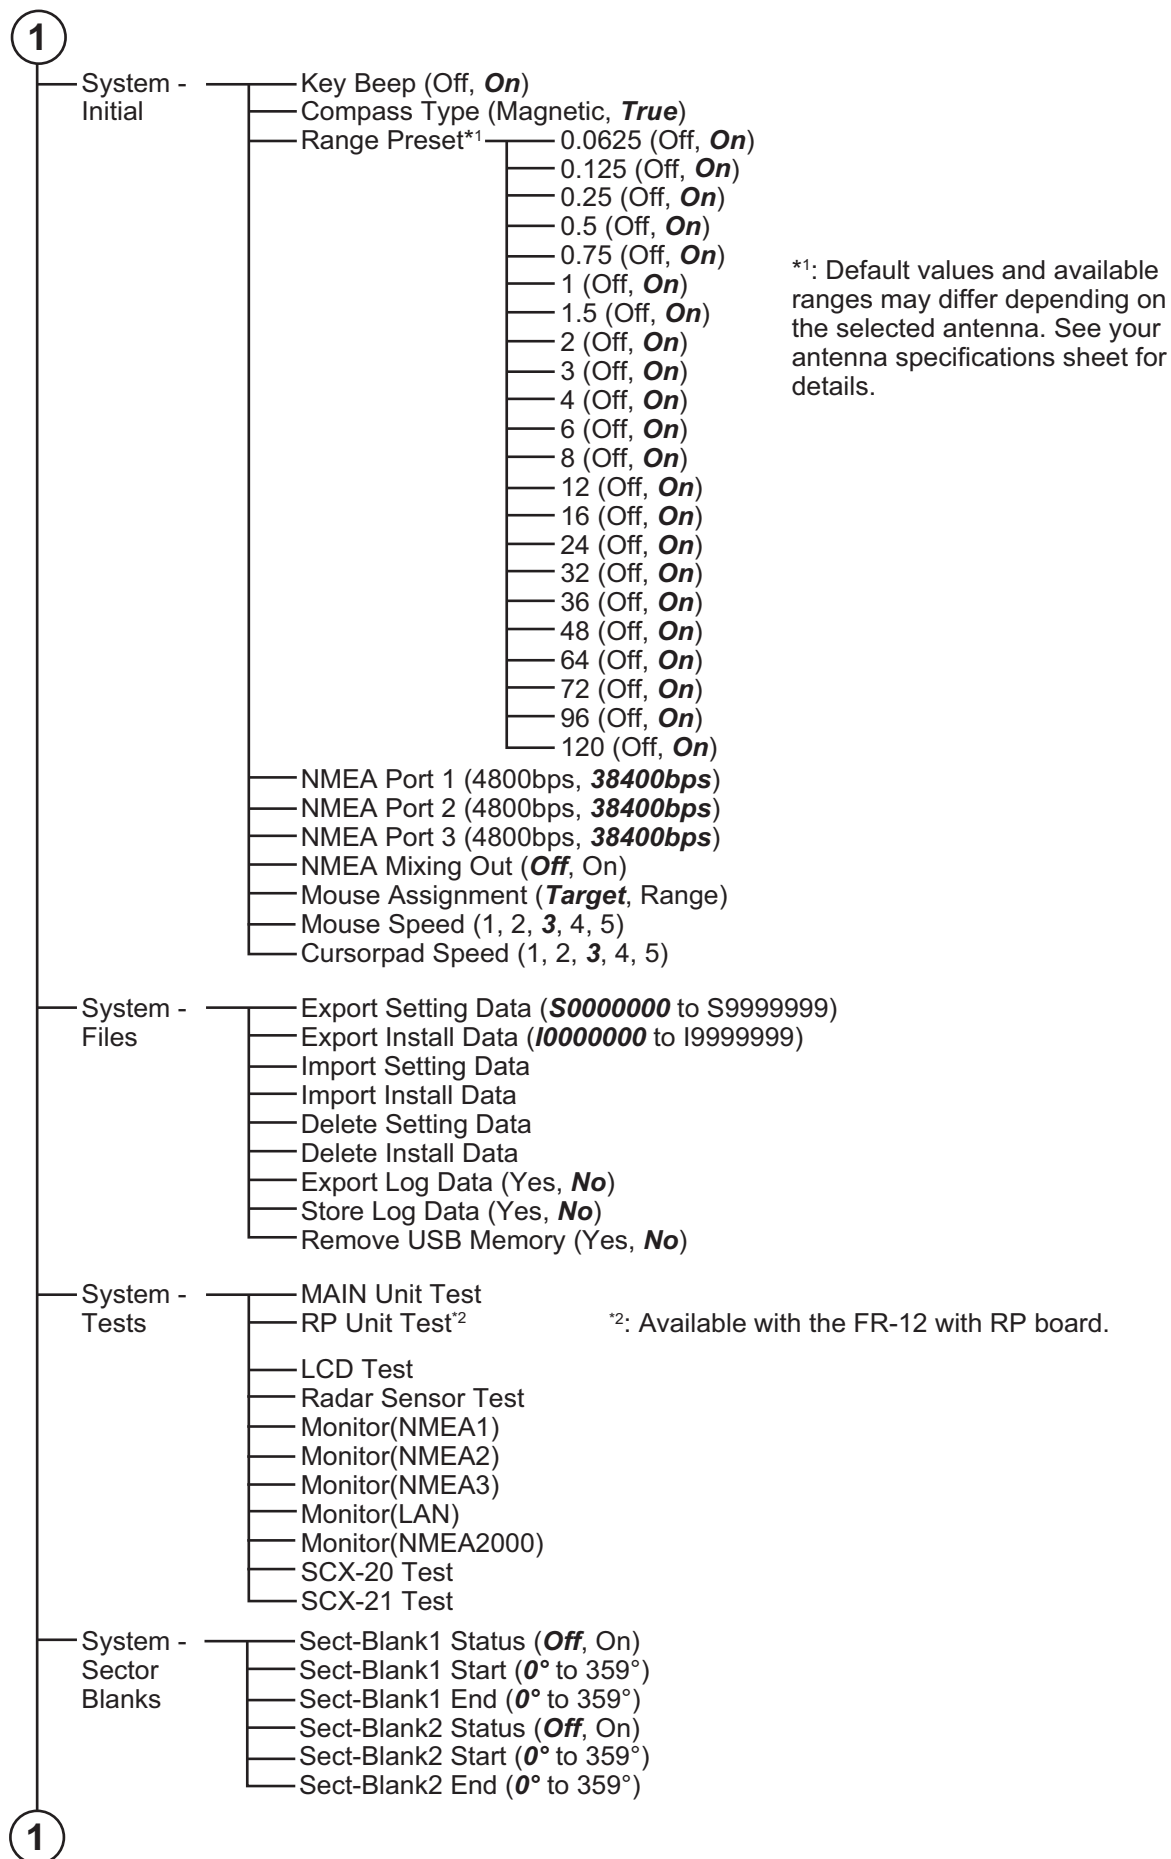 1
System -
Initial
Key Beep (Off, On)
Compass Type (Magnetic, True)
Range Preset*1
0.0625 (Off, On)
0.125 (Off, On)
0.25 (Off, On)
0.5 (Off, On)
0.75 (Off, On)
1 (Off, On)
1.5 (Off, On)
2 (Off, On)
3 (Off, On)
4 (Off, On)
6 (Off, On)
8 (Off, On)
12 (Off, On)
16 (Off, On)
24 (Off, On)
32 (Off, On)
36 (Off, On)
48 (Off, On)
64 (Off, On)
72 (Off, On)
96 (Off, On)
120 (Off, On)
*1: Default values and available
ranges may differ depending on
the selected antenna. See your
antenna specifications sheet for
details.
NMEA Port 1 (4800bps, 38400bps)
NMEA Port 2 (4800bps, 38400bps)
NMEA Port 3 (4800bps, 38400bps)
NMEA Mixing Out (Off, On)
Mouse Assignment (Target, Range)
Mouse Speed (1, 2, 3, 4, 5)
Cursorpad Speed (1, 2, 3, 4, 5)
System -
Files
Export Setting Data (S0000000 to S9999999)
Export Install Data (I0000000 to I9999999)
Import Setting Data
Import Install Data
Delete Setting Data
Delete Install Data
Export Log Data (Yes, No)
Store Log Data (Yes, No)
Remove USB Memory (Yes, No)
System -
Tests
MAIN Unit Test
RP Unit Test*2
*2: Available with the FR-12 with RP board.
LCD Test
Radar Sensor Test
Monitor(NMEA1)
Monitor(NMEA2)
Monitor(NMEA3)
Monitor(LAN)
Monitor(NMEA2000)
SCX-20 Test
SCX-21 Test
System -
Sector
Blanks
Sect-Blank1 Status (Off, On)
Sect-Blank1 Start (0° to 359°)
Sect-Blank1 End (0° to 359°)
Sect-Blank2 Status (Off, On)
Sect-Blank2 Start (0° to 359°)
Sect-Blank2 End (0° to 359°)
1